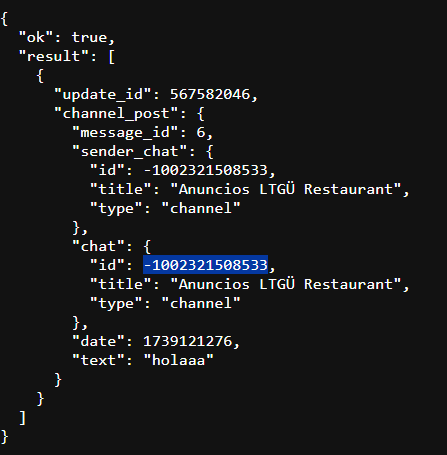 {
  "ok": true,
  "result": [
    {
      "update_id": 567582046,
      "channel_post": {
        "message_id": 6,
        "sender_chat": {
          "id": -1002321508533,
          "title": "Anuncios LTGÜ Restaurant",
          "type": "channel"
        },
        "chat": {
          "id": -1002321508533,
          "title": "Anuncios LTGÜ Restaurant",
          "type": "channel"
        },
        "date": 1739121276,
        "text": "holaaa"
      }
    }
  ]
}